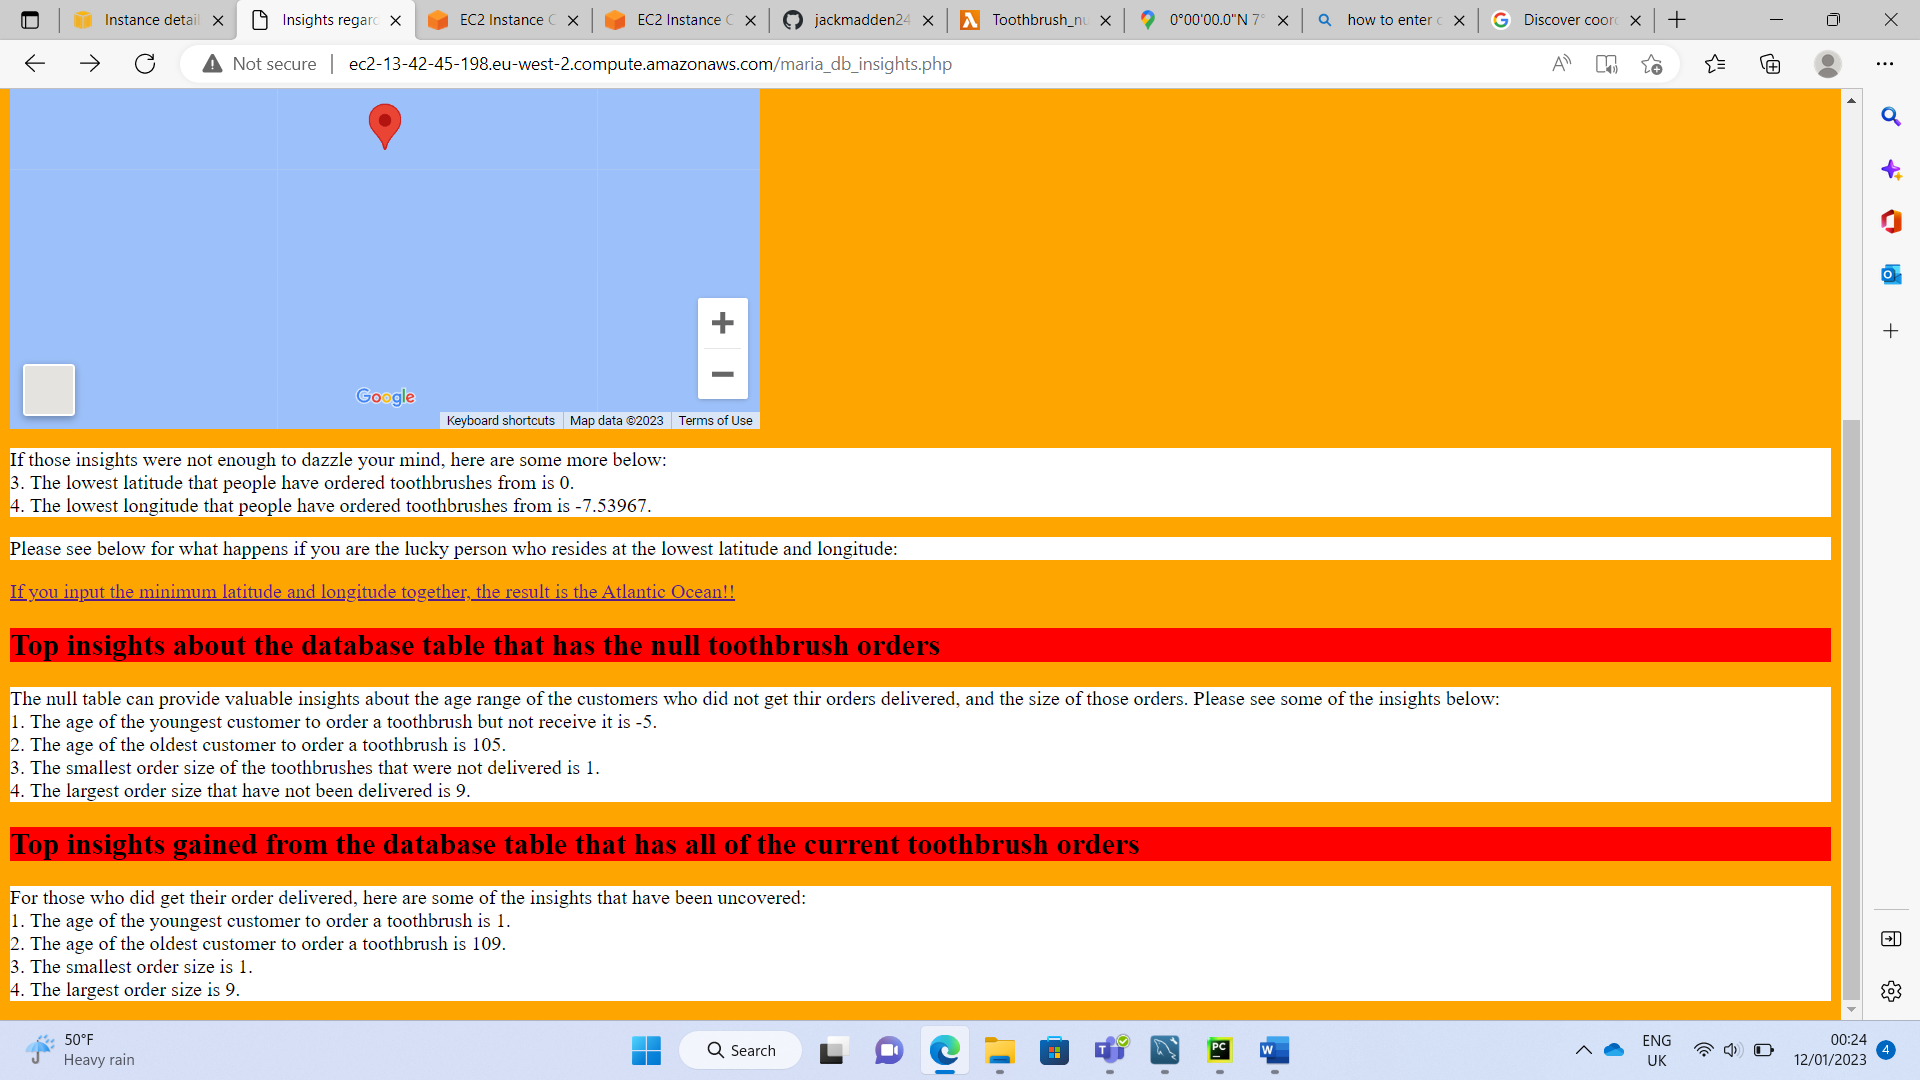 Instance detail
Insights regard
EC2 Instance C
EC2 Instance C
jackmadden24
Toothbrush_nu
0°00'00.0"N 7°
how to enter c
Discover coor
Not secure
ec2-13-42-45-198.eu-west-2.compute.amazonaws.com/maria_db_insights.php
Google
Keyboard shortcuts
Map data ©2023
Terms of Use
If those insights were not enough to dazzle your mind, here are some more below:
3. The lowest latitude that people have ordered toothbrushes from is 0.
4. The lowest longitude that people have ordered toothbrushes from is -7.53967.
Please see below for what happens if you are the lucky person who resides at the lowest latitude and longitude:
If you input the minimum latitude and longitude together, the result is the Atlantic Ocean!!
Top insights about the database table that has the null toothbrush orders
The null table can provide valuable insights about the age range of the customers who did not get thir orders delivered, and the size of those orders. Please see some of the insights below:
1. The age of the youngest customer to order a toothbrush but not receive it is -5.
2. The age of the oldest customer to order a toothbrush is 105.
3. The smallest order size of the toothbrushes that were not delivered is 1.
4. The largest order size that have not been delivered is 9.
Top insights gained from the database table that has all of the current toothbrush orders
For those who did get their order delivered, here are some of the insights that have been uncovered:
1. The age of the youngest customer to order a toothbrush is 1.
2. The age of the oldest customer to order a toothbrush is 109.
3. The smallest order size is 1.
4. The largest order size is 9.
50°F
Heavy rain
Search
ENG
UK
00:24
12/01/2023
4